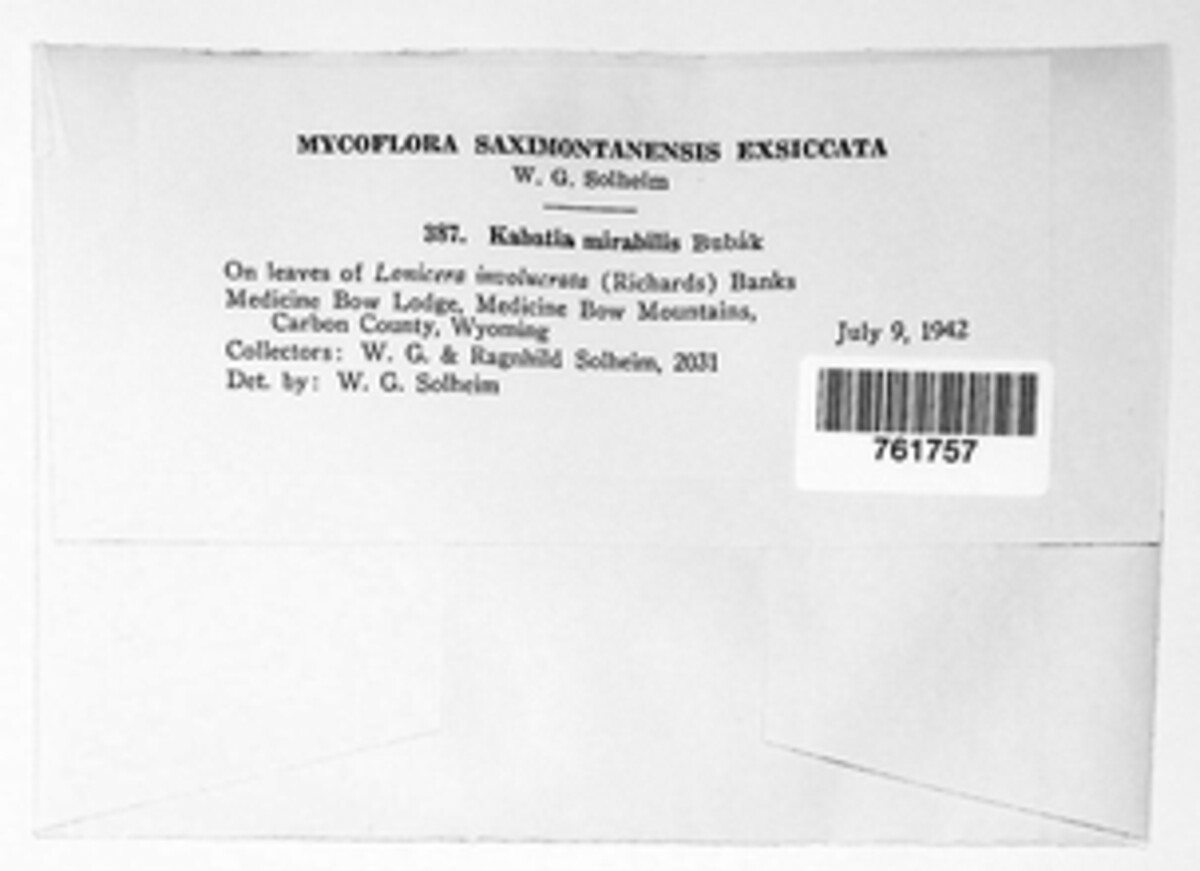 MYCOFLORA SAXIMONTANENSIS EXSICCATA
W. G. Solheim
387. Kabatia mirabilis Bubák
On leaves of Lonicera involucrata (Richards) Banks
Medicine Bow Lodge, Medicine Bow Mountains,
Carbon County, Wyoming
July 9, 1942
Collectors: W. G. & Ragnhild Solheim, 2031
Det. by: W. G. Solheim
761757